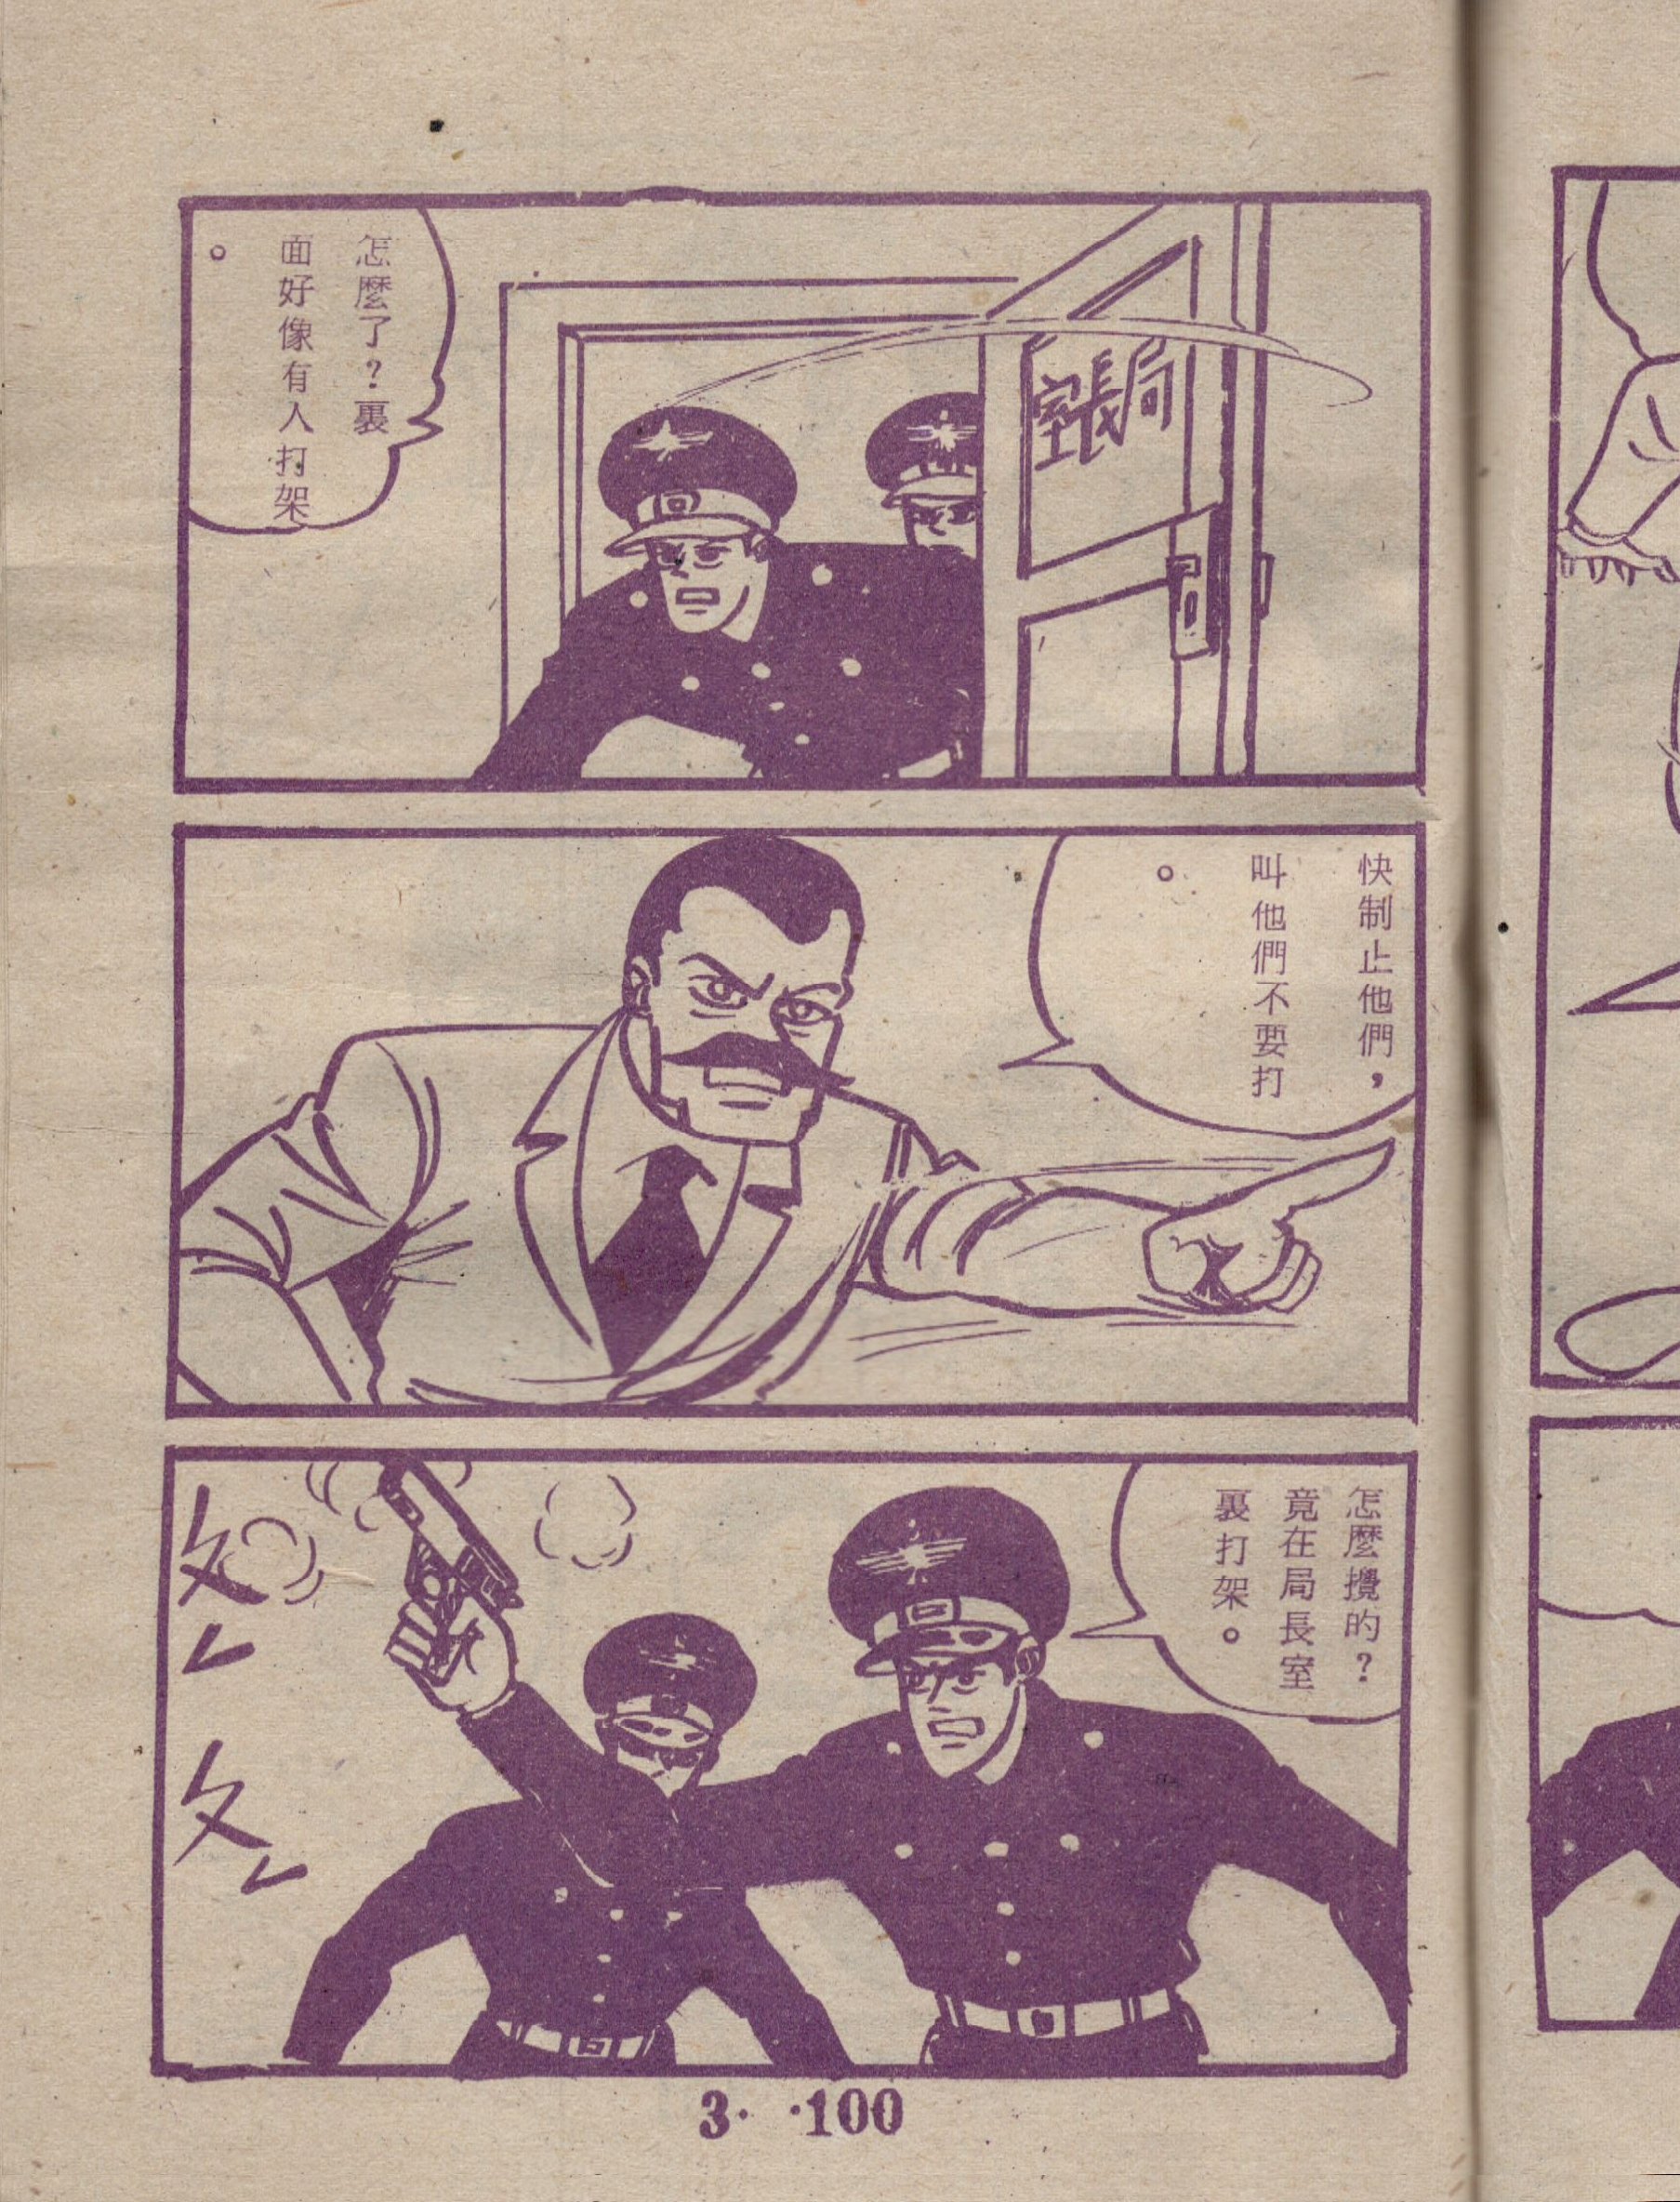 怎麼了？裏
面好像有人打架
。
局長室
快制止他們，
叫他們不要打
。
怎麼攪的？
竟在局長室
裏打架。
ㄆㄥ
ㄆㄥ
3· ·100